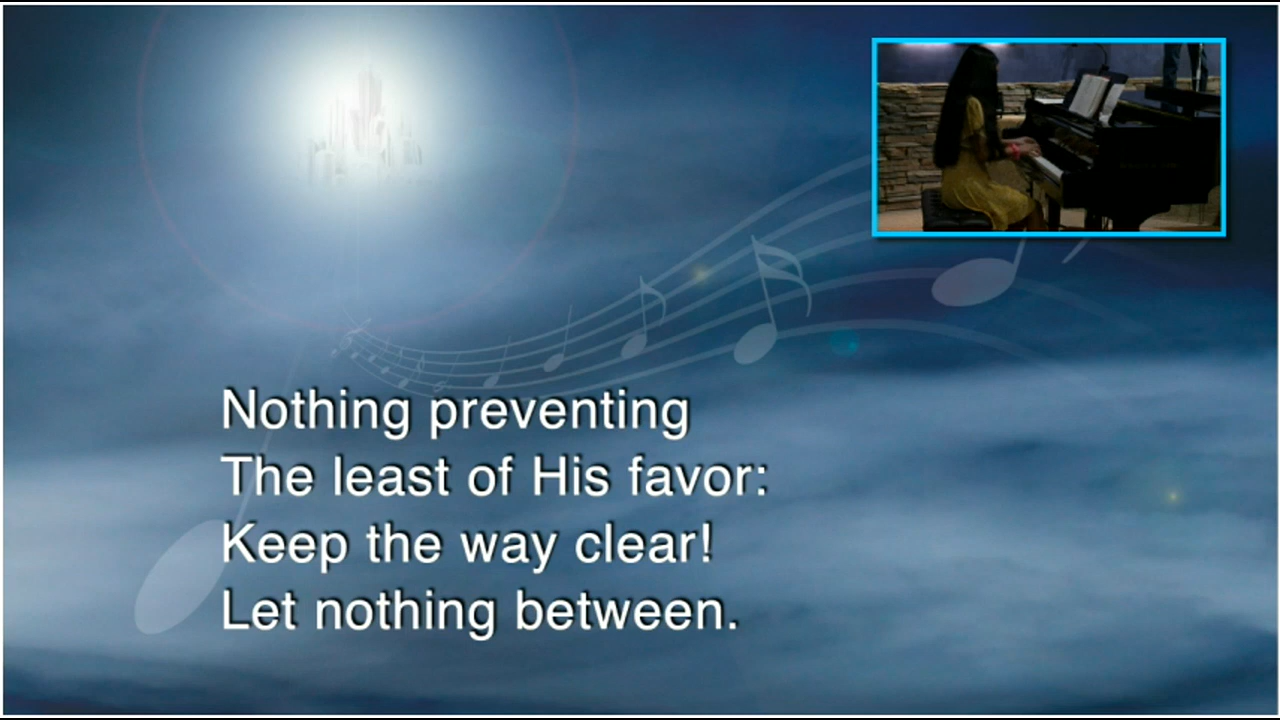 Nothing preventing
The least of His favor:
Keep the way clear!
Let nothing between.